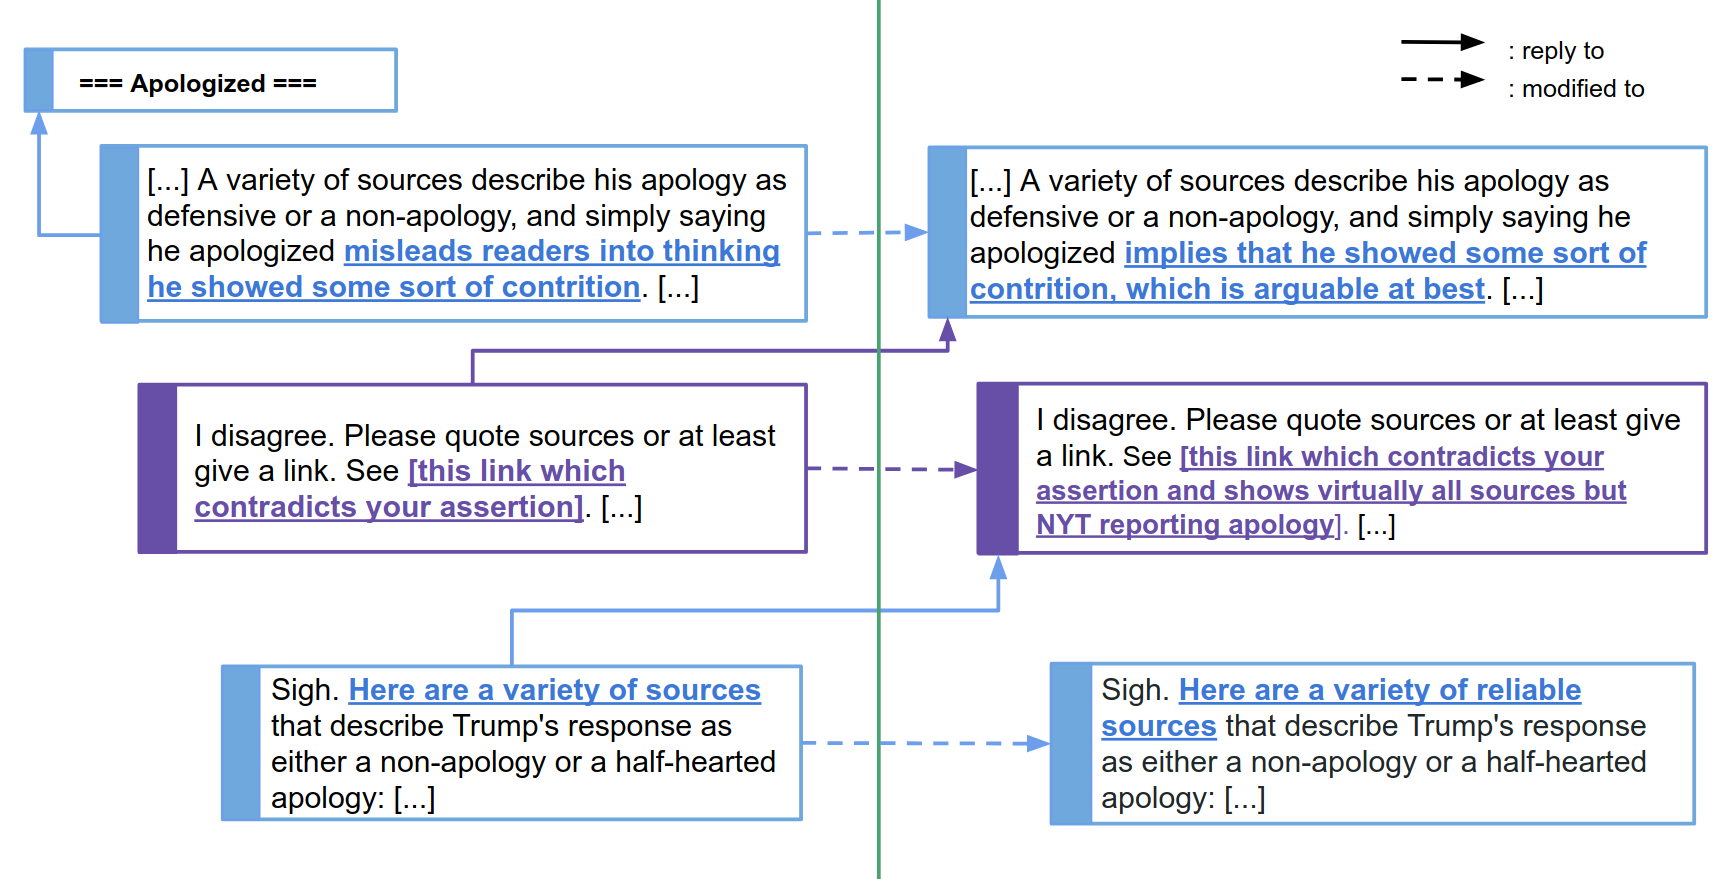 === Apologized ===
: reply to
: modified to
[...] A variety of sources describe his apology as
defensive or a non-apology, and simply saying
he apologized misleads readers into thinking
he showed some sort of contrition. [...]
[...] A variety of sources describe his apology as
defensive or a non-apology, and simply saying he
apologized implies that he showed some sort of
contrition, which is arguable at best. [...]
I disagree. Please quote sources or at least
give a link. See [this link which
contradicts your assertion]. [...]
I disagree. Please quote sources or at least give
a link. See [this link which contradicts your
assertion and shows virtually all sources but
NYT reporting apology]. [...]
Sigh. Here are a variety of sources
that describe Trump's response as
either a non-apology or a half-hearted
apology: [...]
Sigh. Here are a variety of reliable
sources that describe Trump's response
as either a non-apology or a half-hearted
apology: [...]